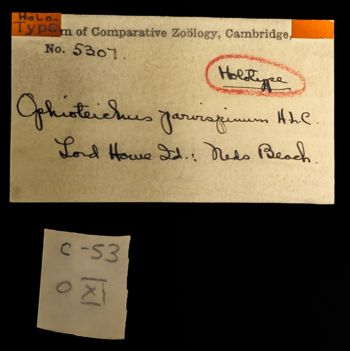 Holo-
Type
m of Comparative Zoölogy, Cambridge,
No. 5307.
Holotype
Ophioteichus parvispinum H.L.C.
Lord Howe Id.: Neds Beach.
C-53
O XI